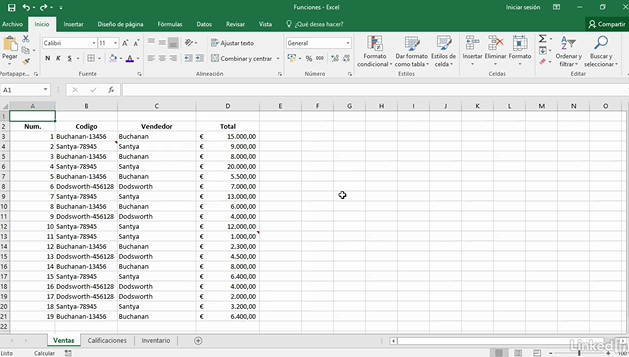 Funciones - Excel
Iniciar sesión
Archivo Inicio Insertar Diseño de página Fórmulas Datos Revisar Vista ¿Qué desea hacer? Compartir
Calibri 11 Ajustar texto General
Pegar N K S Combinar y centrar % 000 Formato condicional Dar formato como tabla Estilos de celda Insertar Eliminar Formato Ordenar y filtrar Buscar y seleccionar
Portapape... Fuente Alineación Número Estilos Celdas Modificar
A1 fx
A B C D E F G H I J K L M N O
1
2 Num. Codigo Vendedor Total
3 1 Buchanan-13456 Buchanan € 15.000,00
4 2 Santya-78945 Santya € 9.000,00
5 3 Buchanan-13456 Buchanan € 8.000,00
6 4 Santya-78945 Santya € 20.000,00
7 5 Buchanan-13456 Buchanan € 5.500,00
8 6 Dodsworth-456128 Dodsworth € 7.000,00
9 7 Santya-78945 Santya € 13.000,00
10 8 Buchanan-13456 Buchanan € 6.000,00
11 9 Dodsworth-456128 Dodsworth € 4.000,00
12 10 Santya-78945 Santya € 12.000,00
13 11 Santya-78945 Santya € 1.000,00
14 12 Buchanan-13456 Buchanan € 2.300,00
15 13 Dodsworth-456128 Dodsworth € 4.500,00
16 14 Buchanan-13456 Buchanan € 8.000,00
17 15 Santya-78945 Santya € 6.400,00
18 16 Dodsworth-456128 Dodsworth € 4.000,00
19 17 Dodsworth-456128 Dodsworth € 2.000,00
20 18 Santya-78945 Santya € 3.200,00
21 19 Buchanan-13456 Buchanan € 6.400,00
22
Ventas Calificaciones Inventario
Listo Calcular
LinkedIn